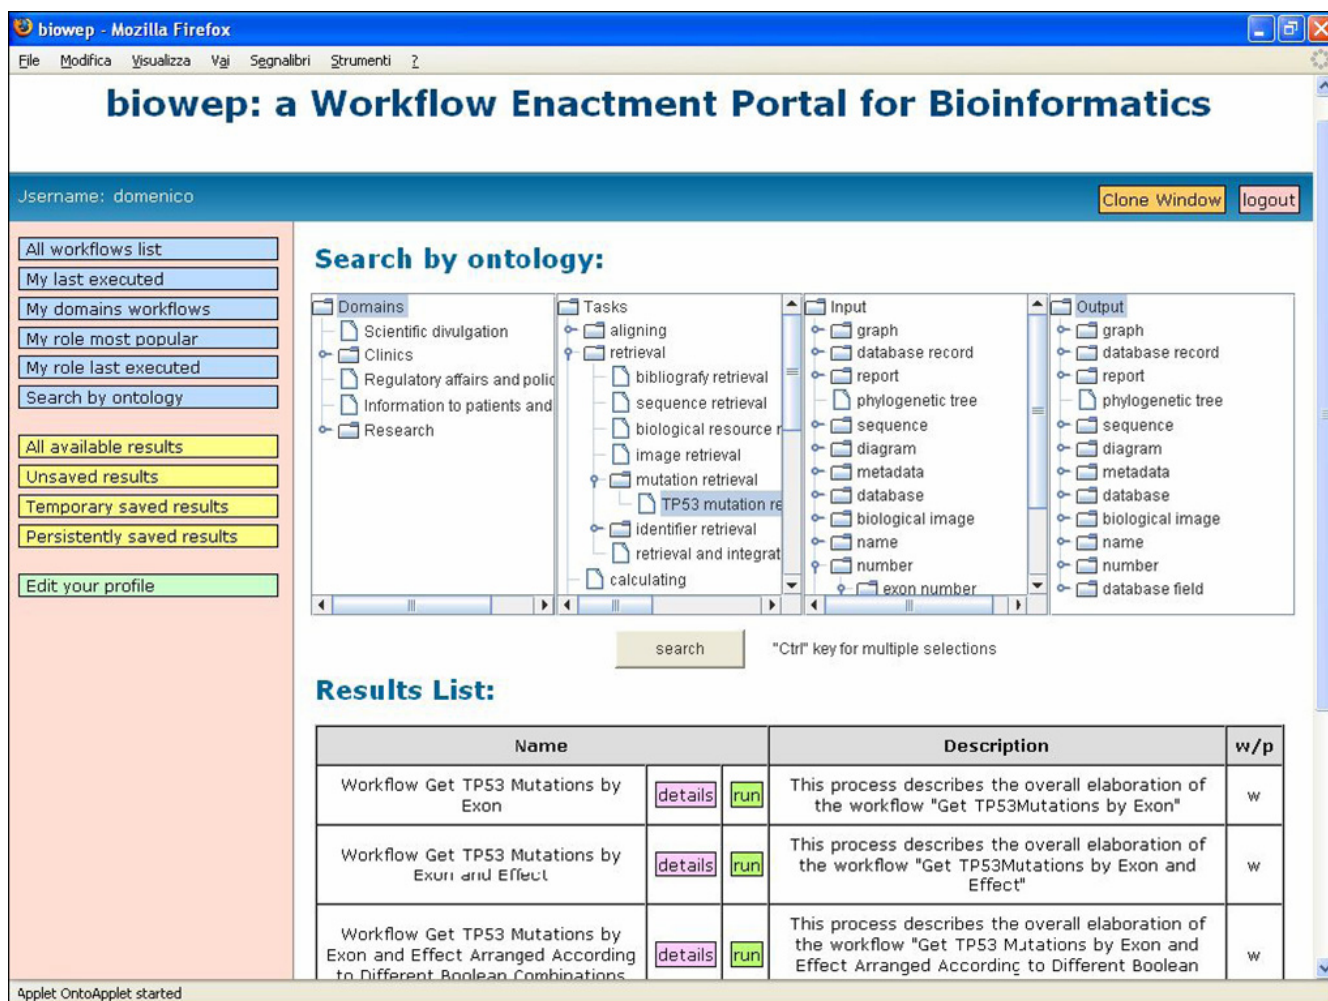 biowep - Mozilla Firefox
File Modifica Visualizza Vai Segnalibri Strumenti ?
biowep: a Workflow Enactment Portal for Bioinformatics
Username: domenico
Clone Window
logout
All workflows list
My last executed
My domains workflows
My role most popular
My role last executed
Search by ontology
All available results
Unsaved results
Temporary saved results
Persistently saved results
Edit your profile
Search by ontology:
Domains
Scientific divulgation
Clinics
Regulatory affairs and polic
Information to patients and
Research
Tasks
aligning
retrieval
bibliografy retrieval
sequence retrieval
biological resource r
image retrieval
mutation retrieval
TP53 mutation re
identifier retrieval
retrieval and integrat
calculating
Input
graph
database record
report
phylogenetic tree
sequence
diagram
metadata
database
biological image
name
number
exon number
Output
graph
database record
report
phylogenetic tree
sequence
diagram
metadata
database
biological image
name
number
database field
search
"Ctrl" key for multiple selections
Results List:
Name
Description
w/p
Workflow Get TP53 Mutations by
Exon
details
run
This process describes the overall elaboration of
the workflow "Get TP53Mutations by Exon"
w
Workflow Get TP53 Mutations by
Exon and Effect
details
run
This process describes the overall elaboration of
the workflow "Get TP53Mutations by Exon and
Effect"
w
Workflow Get TP53 Mutations by
Exon and Effect Arranged According
to Different Boolean Combinations
details
run
This process describes the overall elaboration of
the workflow "Get TP53 Mutations by Exon and
Effect Arranged According to Different Boolean
w
Applet OntoApplet started